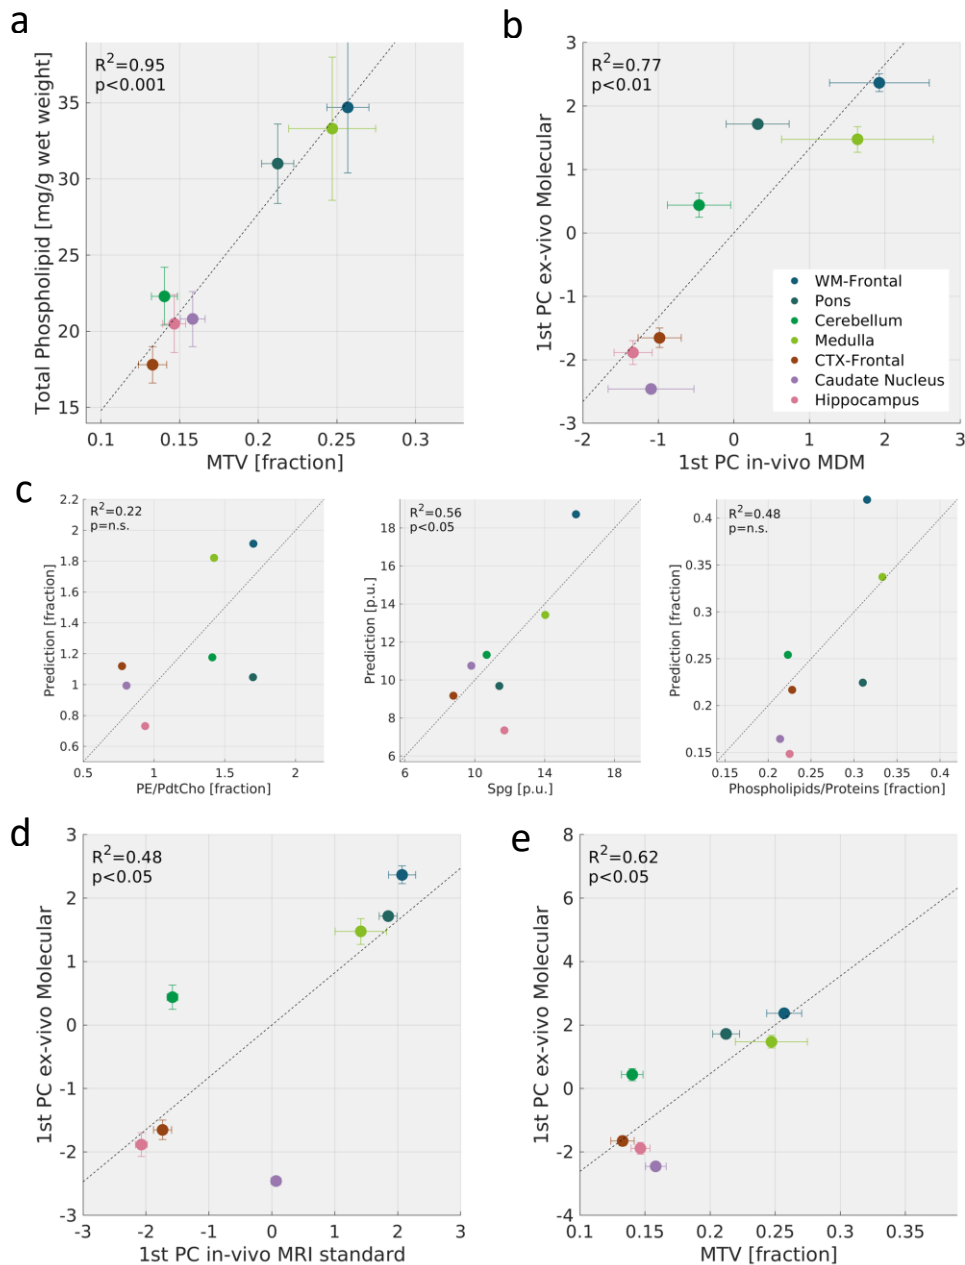 a
R²=0.95
p<0.001
Total Phospholipid [mg/g wet weight]
35
30
25
20
15
0.1
0.15
0.2
0.25
0.3
MTV [fraction]
b
R²=0.77
p<0.01
1st PC ex-vivo Molecular
3
2
1
0
-1
-2
-3
WM-Frontal
Pons
Cerebellum
Medulla
CTX-Frontal
Caudate Nucleus
Hippocampus
-2
-1
0
1
2
3
1st PC in-vivo MDM
c
R²=0.22
p=n.s.
Prediction [fraction]
2.2
2
1.8
1.6
1.4
1.2
1
0.8
0.6
0.5
1
1.5
2
PE/PdtCho [fraction]
R²=0.56
p<0.05
Prediction [p.u.]
18
16
14
12
10
8
6
6
10
14
18
Spg [p.u.]
R²=0.48
p=n.s.
Prediction [fraction]
0.4
0.35
0.3
0.25
0.2
0.15
0.2
0.3
0.4
Phospholipids/Proteins [fraction]
d
R²=0.48
p<0.05
1st PC ex-vivo Molecular
3
2
1
0
-1
-2
-3
-3
-2
-1
0
1
2
3
1st PC in-vivo MRI standard
e
R²=0.62
p<0.05
1st PC ex-vivo Molecular
8
6
4
2
0
-2
-4
0.1
0.15
0.2
0.25
0.3
0.35
MTV [fraction]